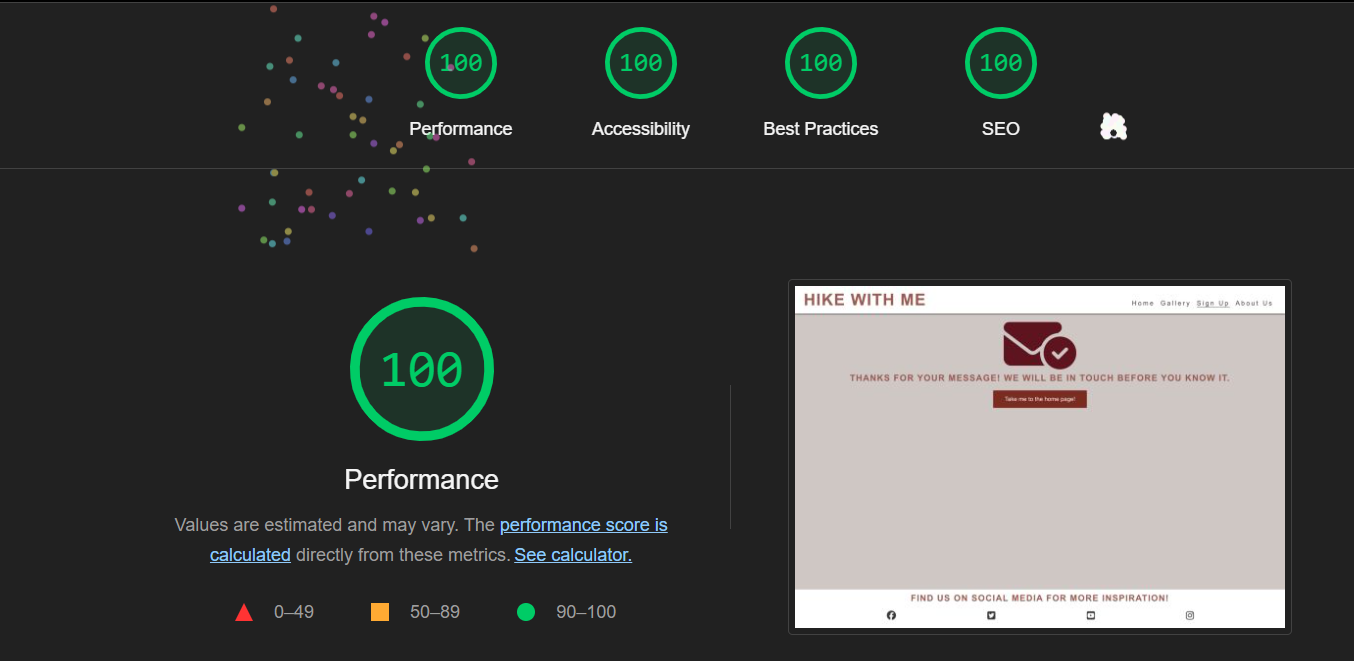 100 100 100 100
Performance Accessibility Best Practices SEO
100
Performance
Values are estimated and may vary. The performance score is
calculated directly from these metrics. See calculator.
0–49 50–89 90–100
HIKE WITH ME
Home Gallery Sign Up About Us
THANKS FOR YOUR MESSAGE! WE WILL BE IN TOUCH BEFORE YOU KNOW IT.
Take me to the home page!
FIND US ON SOCIAL MEDIA FOR MORE INSPIRATION!